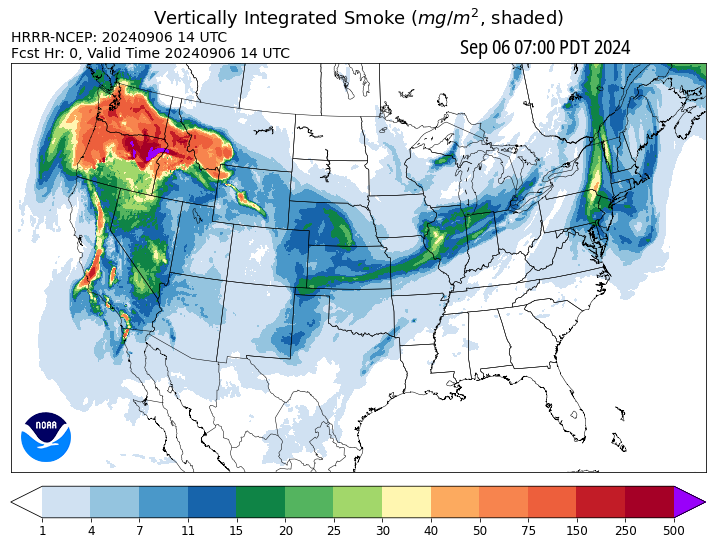 Vertically Integrated Smoke (mg/m², shaded)
HRRR-NCEP: 20240906 14 UTC
Fcst Hr: 0, Valid Time 20240906 14 UTC
Sep 06 07:00 PDT 2024
NOAA
1 4 7 11 15 20 25 30 40 50 75 150 250 500